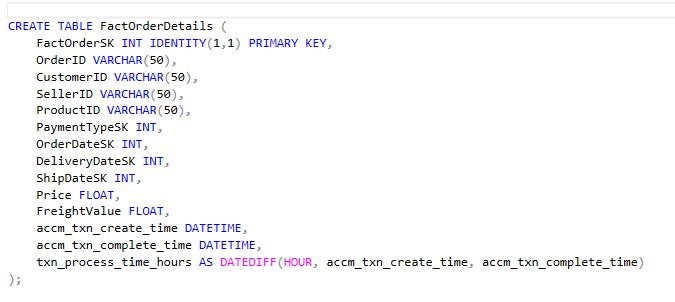 CREATE TABLE FactOrderDetails (
    FactOrderSK INT IDENTITY(1,1) PRIMARY KEY,
    OrderID VARCHAR(50),
    CustomerID VARCHAR(50),
    SellerID VARCHAR(50),
    ProductID VARCHAR(50),
    PaymentTypeSK INT,
    OrderDateSK INT,
    DeliveryDateSK INT,
    ShipDateSK INT,
    Price FLOAT,
    FreightValue FLOAT,
    accm_txn_create_time DATETIME,
    accm_txn_complete_time DATETIME,
    txn_process_time_hours AS DATEDIFF(HOUR, accm_txn_create_time, accm_txn_complete_time)
);